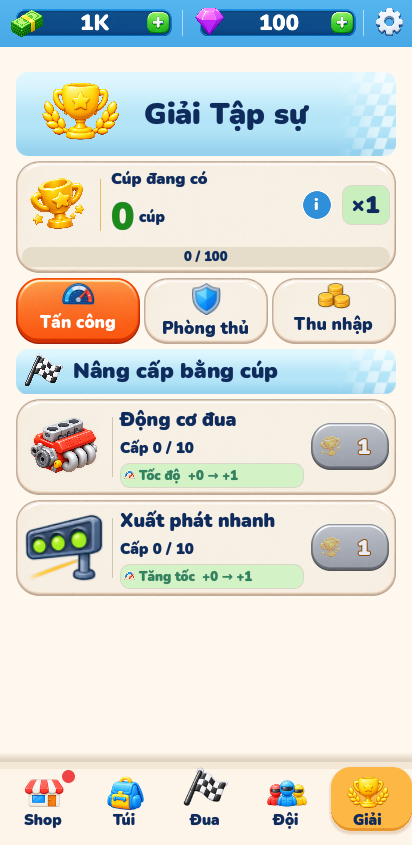 1K
100
Giải Tập sự
Cúp đang có
0 cúp
i
×1
0 / 100
Tấn công
Phòng thủ
Thu nhập
Nâng cấp bằng cúp
Động cơ đua
Cấp 0 / 10
Tốc độ +0 → +1
1
Xuất phát nhanh
Cấp 0 / 10
Tăng tốc +0 → +1
1
Shop
Túi
Đua
Đội
Giải